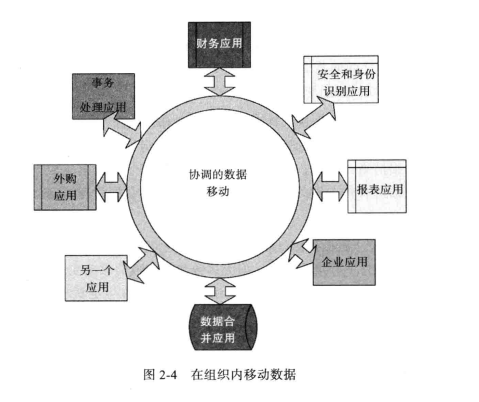 财务应用
安全和身份
识别应用
事务
处理应用
协调的数据
移动
外购
应用
报表应用
另一个
应用
企业应用
数据合
并应用
图 2-4 在组织内移动数据